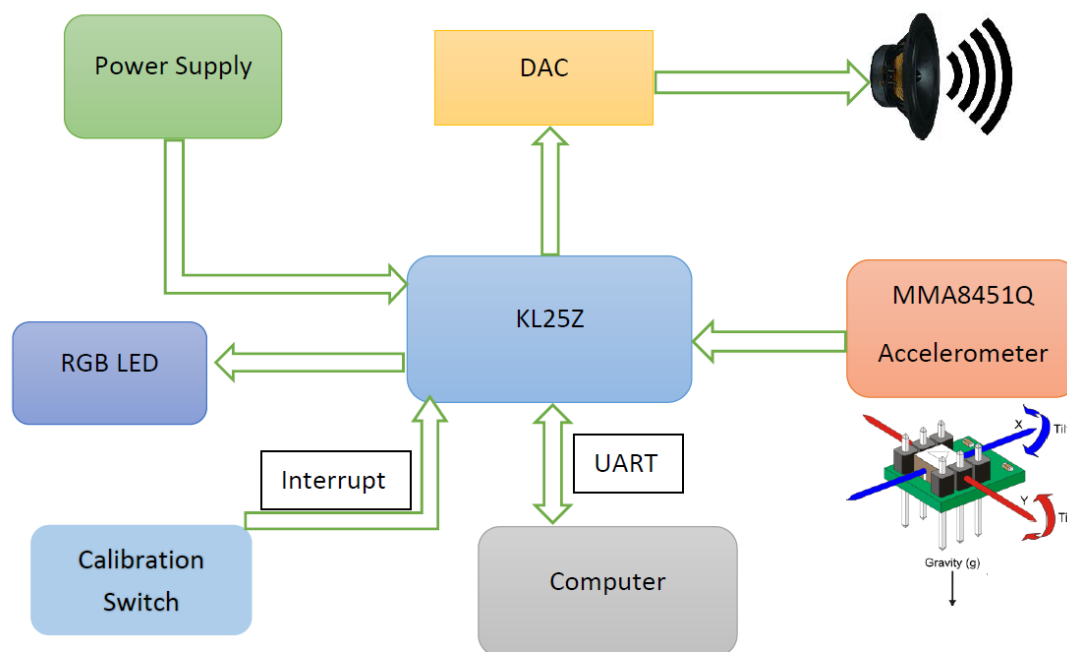 Power Supply
DAC
KL25Z
MMA8451Q
Accelerometer
RGB LED
Interrupt
UART
Calibration
Switch
Computer
X
Y
Gravity (g)